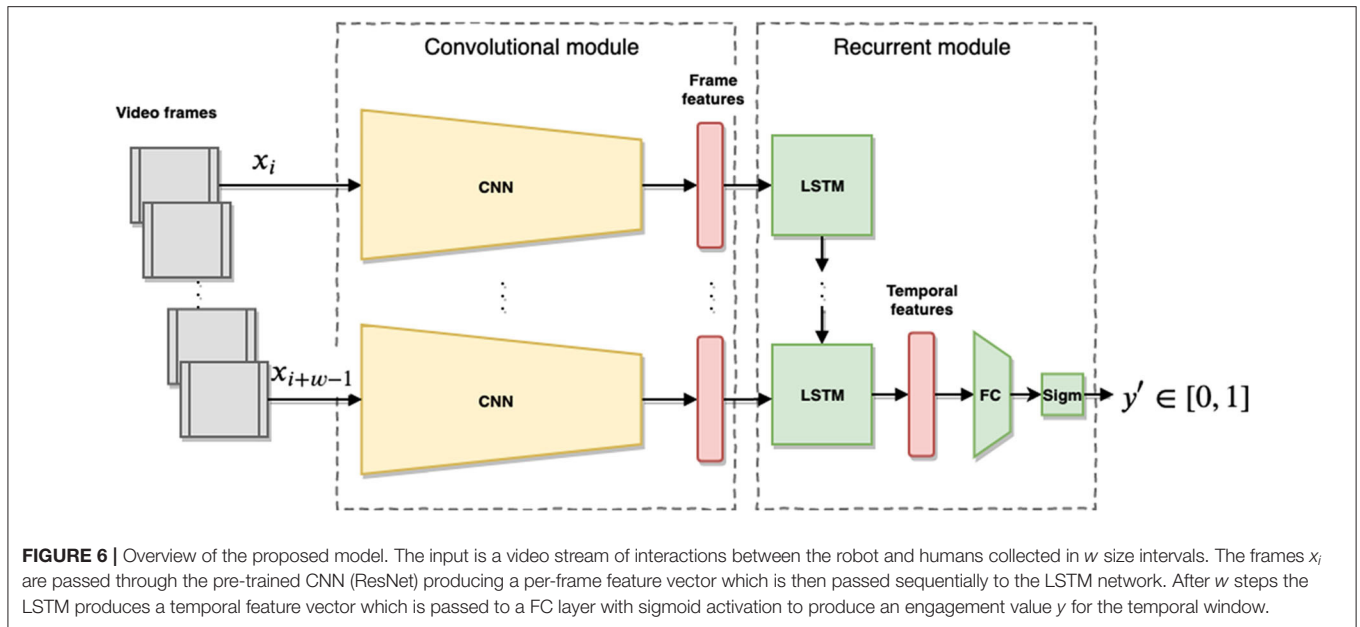 Convolutional module
Recurrent module
Frame
features
Video frames
x_i
CNN
LSTM
Temporal
features
x_{i+w-1}
CNN
LSTM
FC
Sigm
y′ ∈ [0, 1]
FIGURE 6 | Overview of the proposed model. The input is a video stream of interactions between the robot and humans collected in w size intervals. The frames x_i
are passed through the pre-trained CNN (ResNet) producing a per-frame feature vector which is then passed sequentially to the LSTM network. After w steps the
LSTM produces a temporal feature vector which is passed to a FC layer with sigmoid activation to produce an engagement value y for the temporal window.